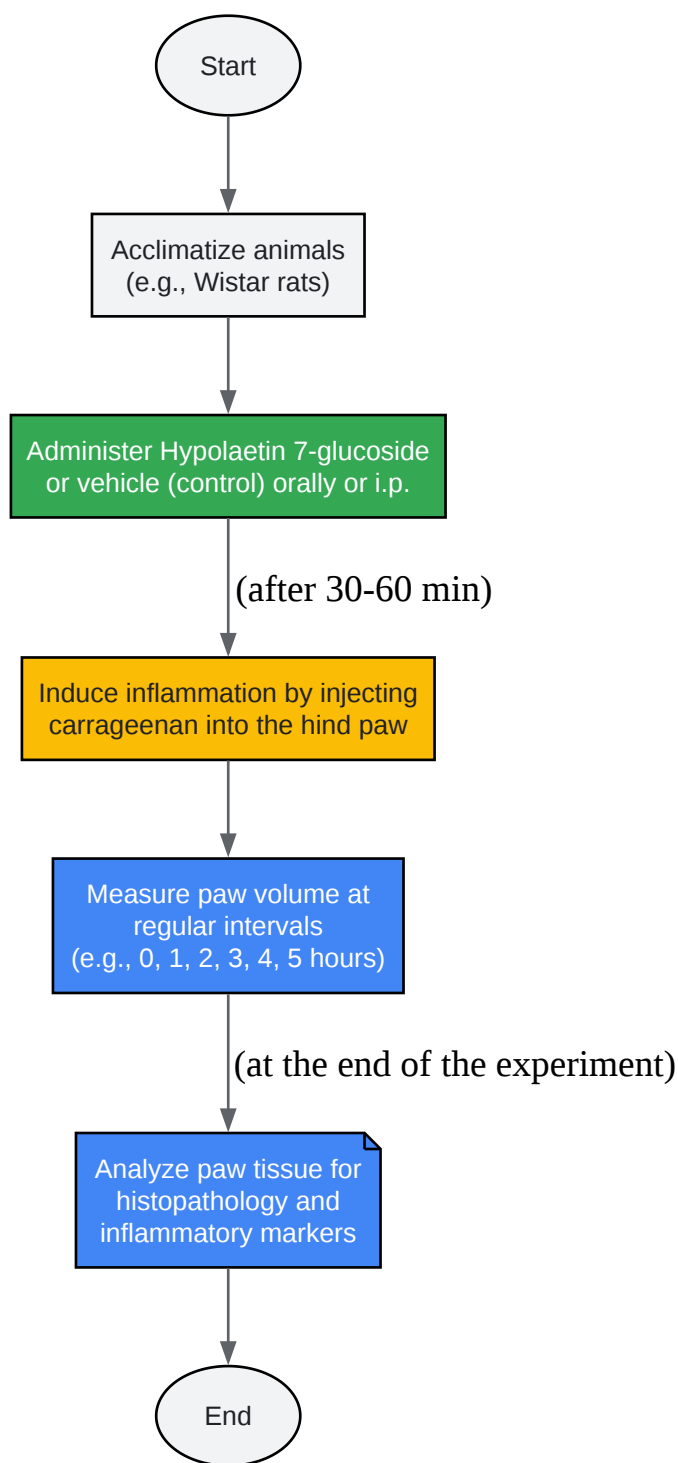 Start
Acclimatize animals
(e.g., Wistar rats)
Administer Hypolaetin 7-glucoside
or vehicle (control) orally or i.p.
(after 30-60 min)
Induce inflammation by injecting
carrageenan into the hind paw
Measure paw volume at
regular intervals
(e.g., 0, 1, 2, 3, 4, 5 hours)
(at the end of the experiment)
Analyze paw tissue for
histopathology and
inflammatory markers
End